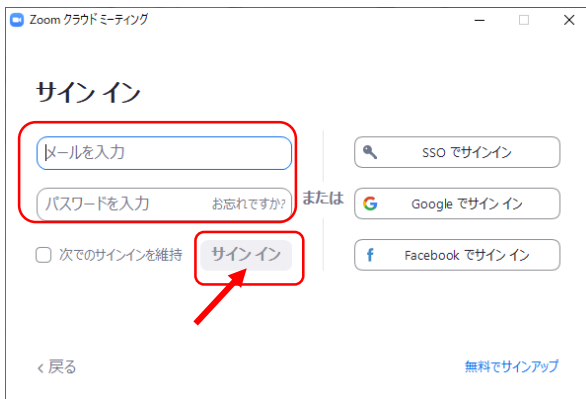 Zoom クラウド ミーティング
サイン イン
メールを入力
パスワードを入力 お忘れですか?
次でのサインインを維持 サイン イン
または
SSO でサインイン
Google でサイン イン
Facebook でサイン イン
戻る
無料でサインアップ